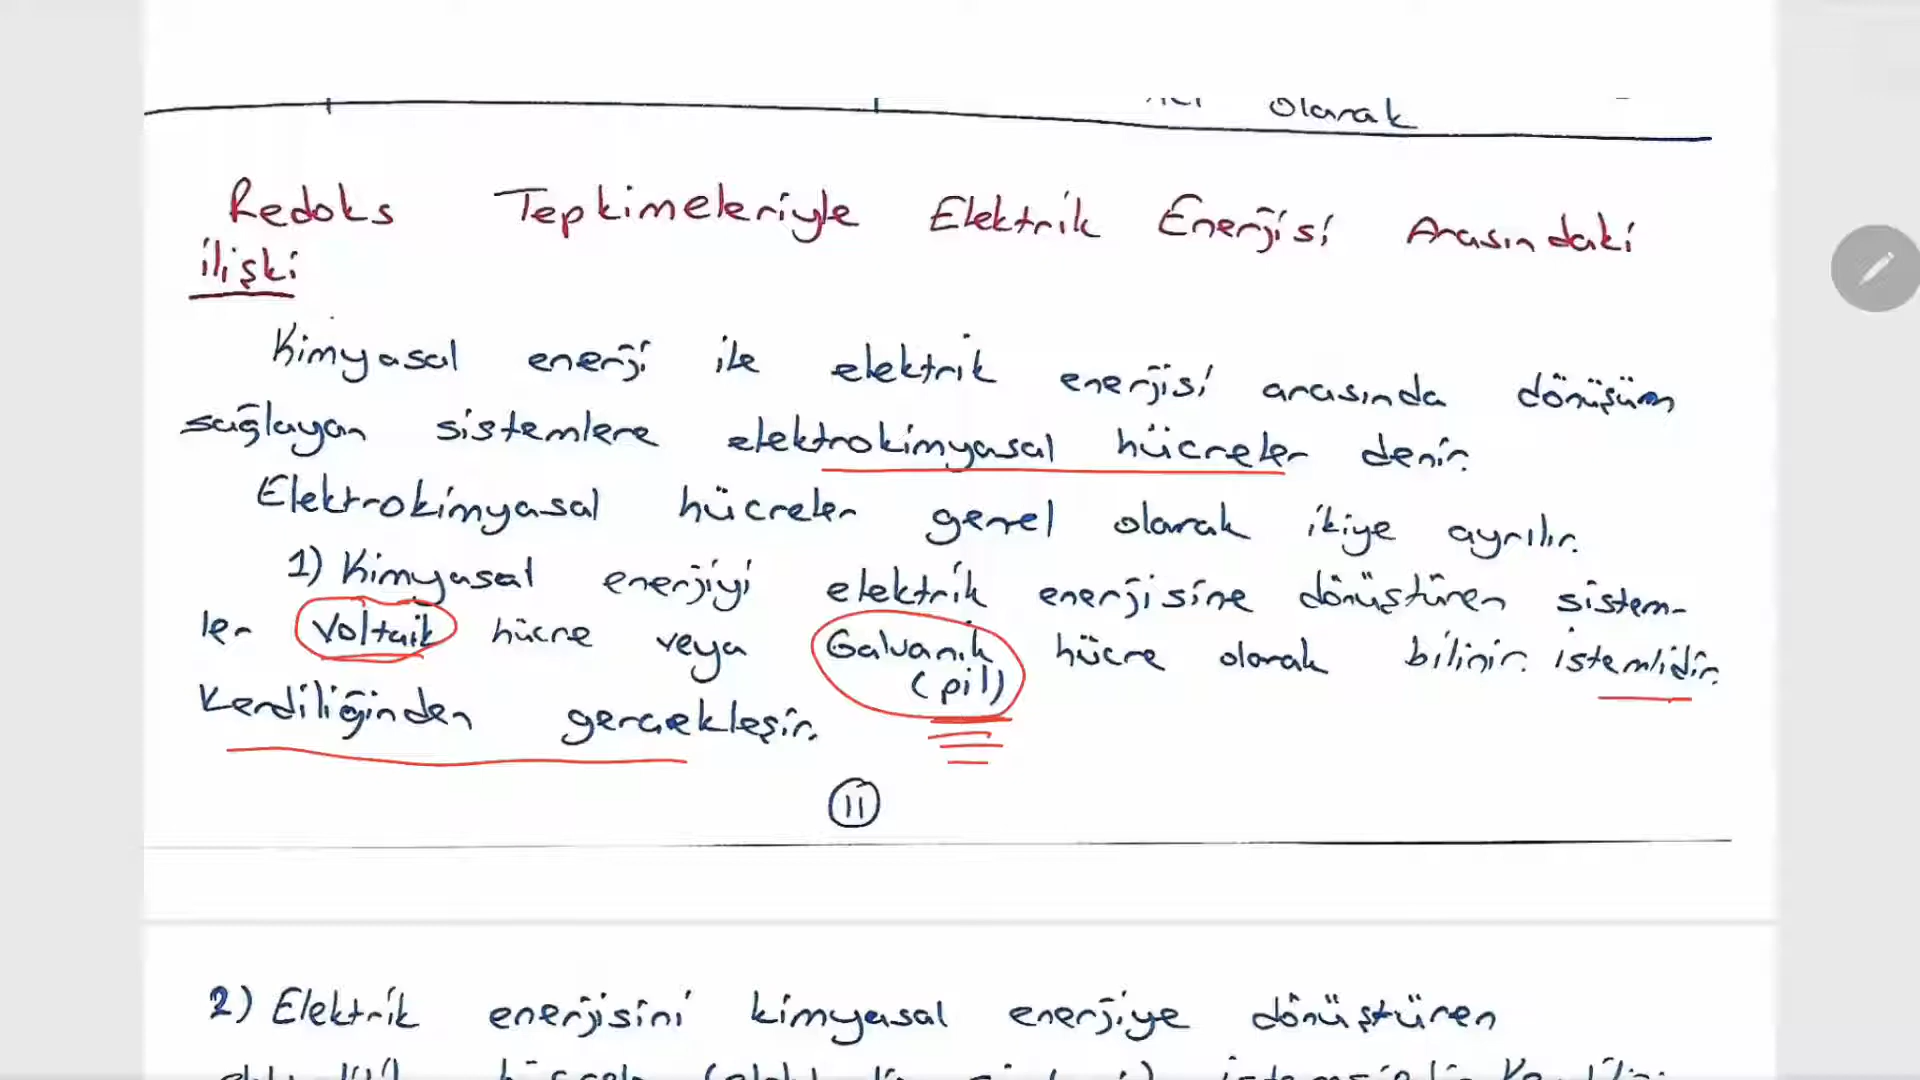 olarak
Redoks Tepkimeleriyle Elektrik Enerjisi Arasındaki
ilişki
Kimyasal enerji ile elektrik enerjisi arasında dönüşüm
sağlayan sistemlere elektrokimyasal hücreler denir.
Elektrokimyasal hücreler genel olarak ikiye ayrılır.
1) Kimyasal enerjiyi elektrik enerjisine dönüştüren sistem-
ler Voltaik hücre veya Galvanik hücre olarak bilinir. istemlidir.
(pil)
Kendiliğinden gerçekleşir.
11
2) Elektrik enerjisini kimyasal enerjiye dönüştüren